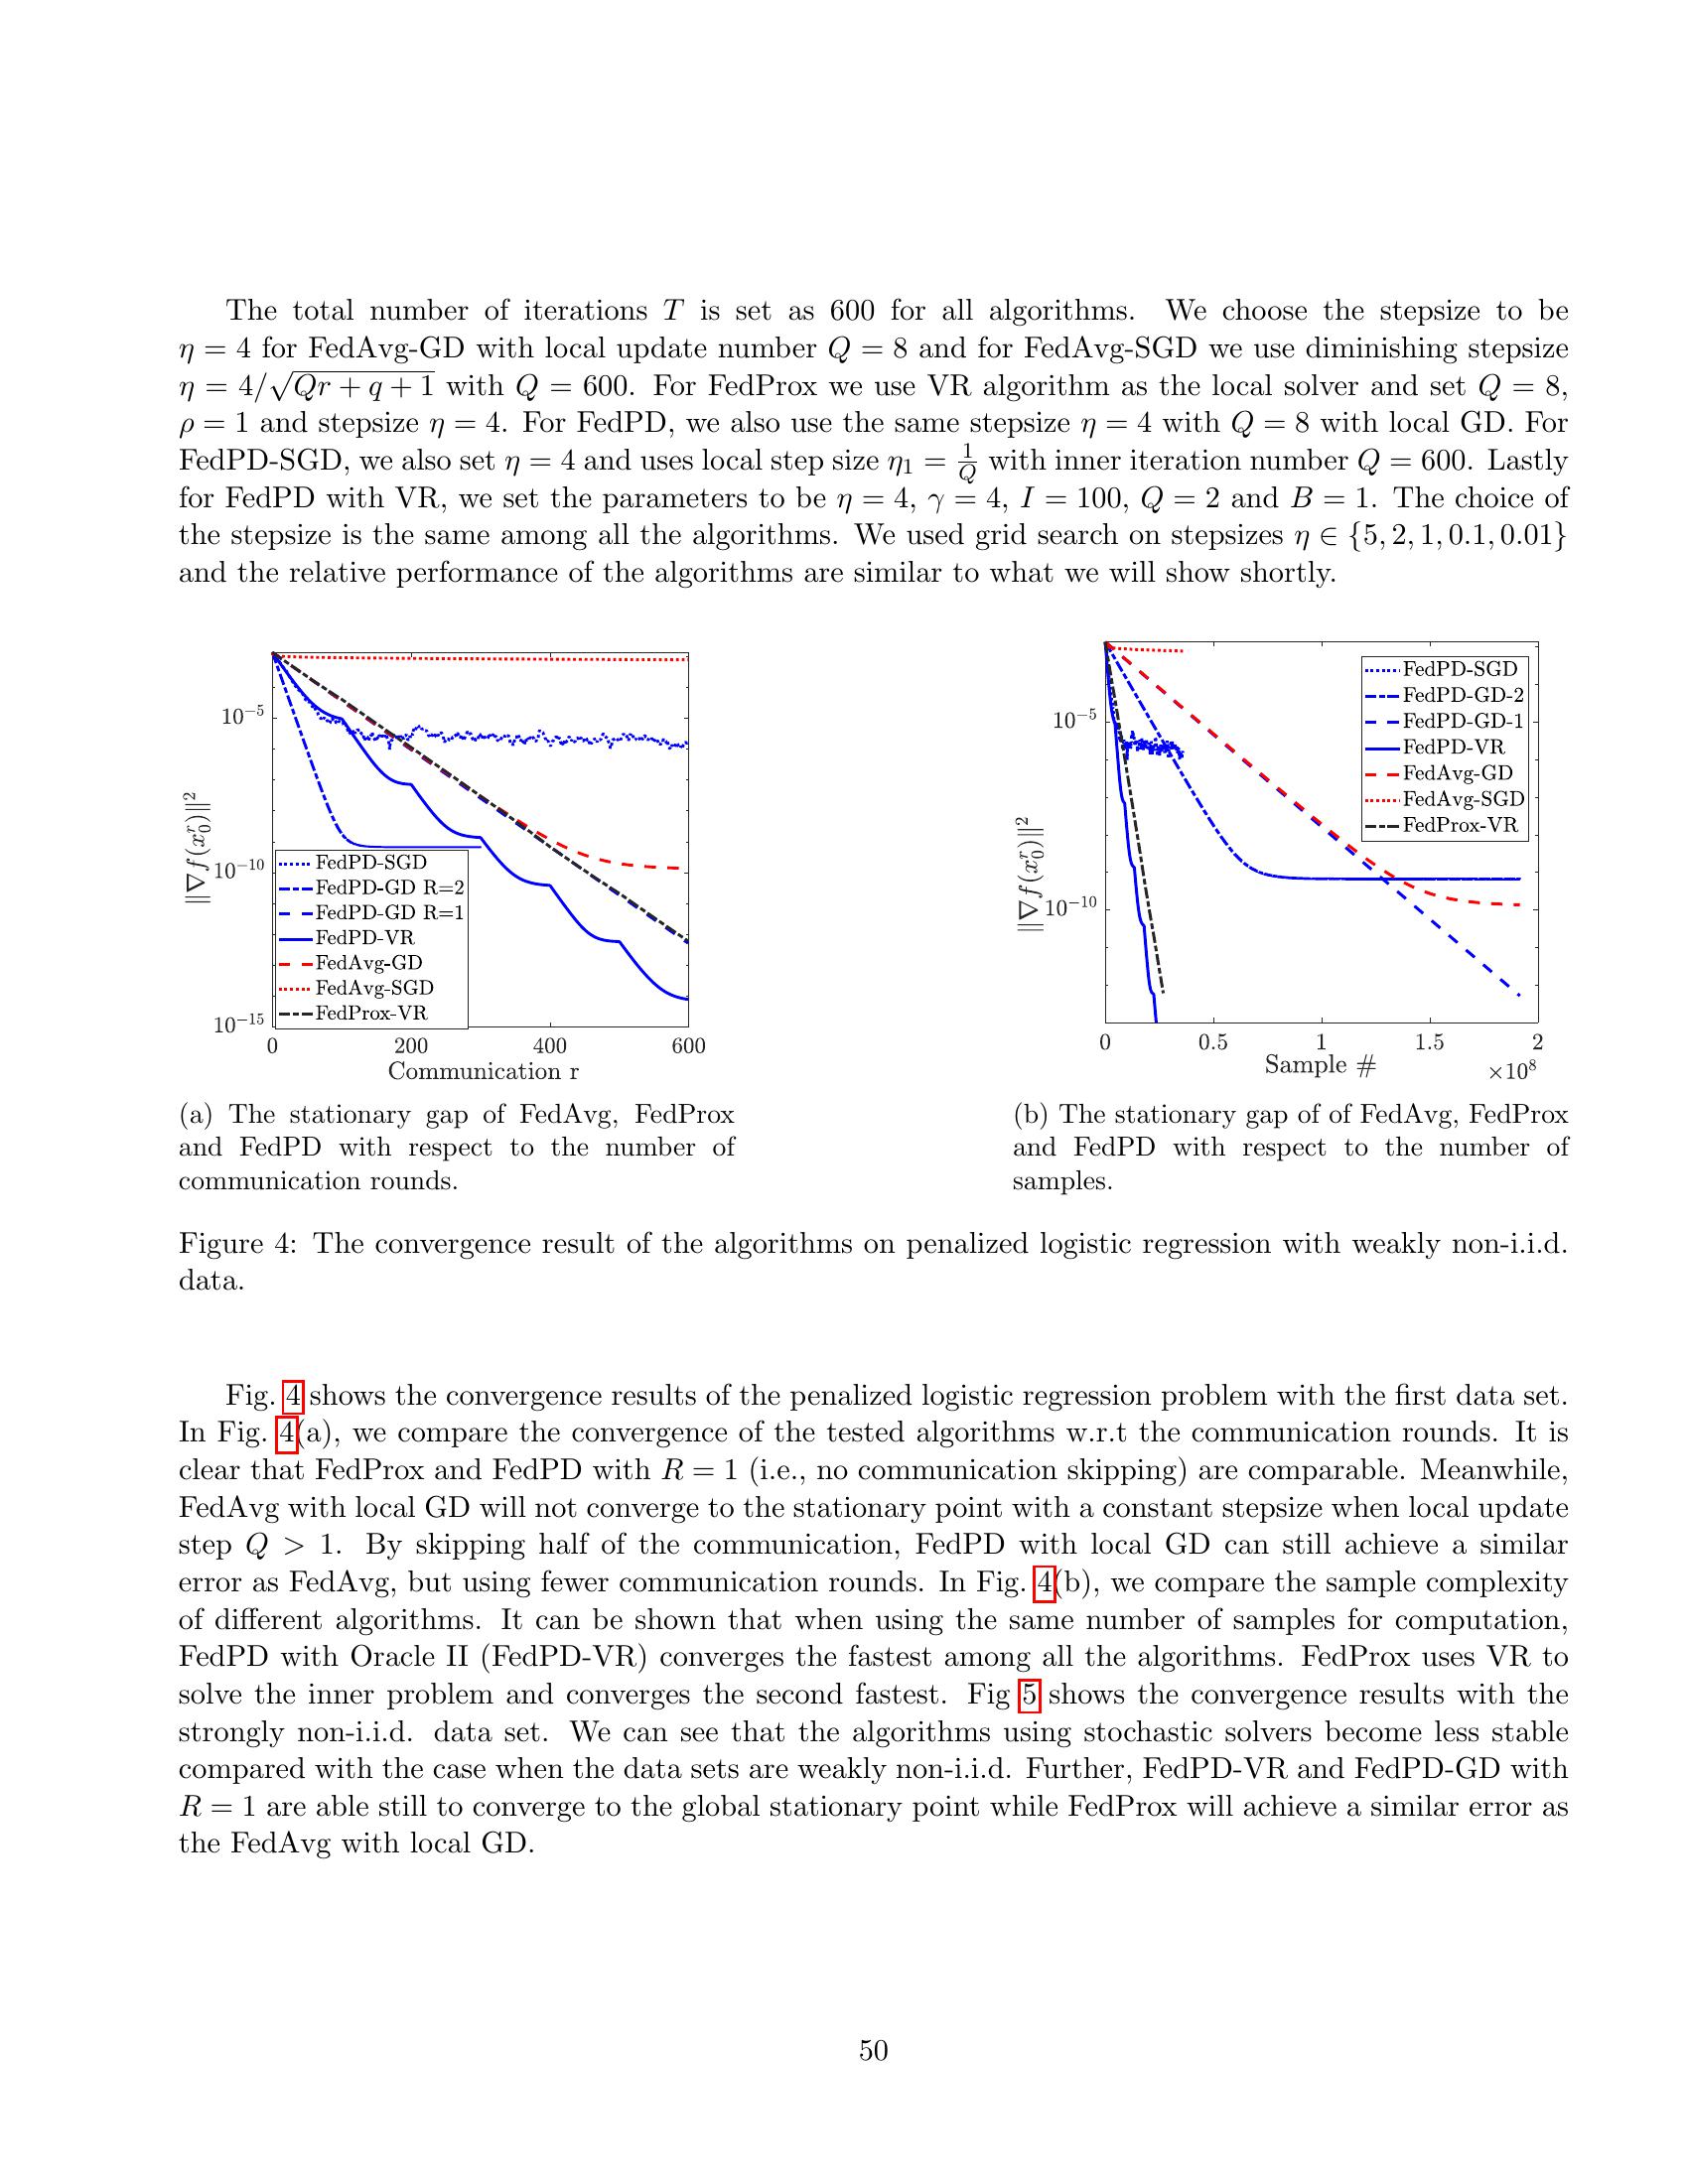 The total number of iterations T is set as 600 for all algorithms. We choose the stepsize to be
η = 4 for FedAvg-GD with local update number Q = 8 and for FedAvg-SGD we use diminishing stepsize
η = 4/√(Qr + q + 1) with Q = 600. For FedProx we use VR algorithm as the local solver and set Q = 8,
ρ = 1 and stepsize η = 4. For FedPD, we also use the same stepsize η = 4 with Q = 8 with local GD. For
FedPD-SGD, we also set η = 4 and uses local step size η₁ = 1/Q with inner iteration number Q = 600. Lastly
for FedPD with VR, we set the parameters to be η = 4, γ = 4, I = 100, Q = 2 and B = 1. The choice of
the stepsize is the same among all the algorithms. We used grid search on stepsizes η ∈ {5, 2, 1, 0.1, 0.01}
and the relative performance of the algorithms are similar to what we will show shortly.
‖∇f(x₀ʳ)‖²
10⁻⁵
10⁻¹⁰
10⁻¹⁵
FedPD-SGD
FedPD-GD R=2
FedPD-GD R=1
FedPD-VR
FedAvg-GD
FedAvg-SGD
FedProx-VR
0 200 400 600
Communication r
(a) The stationary gap of FedAvg, FedProx
and FedPD with respect to the number of
communication rounds.
‖∇f(x₀ʳ)‖²
10⁻⁵
10⁻¹⁰
FedPD-SGD
FedPD-GD-2
FedPD-GD-1
FedPD-VR
FedAvg-GD
FedAvg-SGD
FedProx-VR
0 0.5 1 1.5 2
Sample # ×10⁸
(b) The stationary gap of of FedAvg, FedProx
and FedPD with respect to the number of
samples.
Figure 4: The convergence result of the algorithms on penalized logistic regression with weakly non-i.i.d.
data.
Fig. 4 shows the convergence results of the penalized logistic regression problem with the first data set.
In Fig. 4(a), we compare the convergence of the tested algorithms w.r.t the communication rounds. It is
clear that FedProx and FedPD with R = 1 (i.e., no communication skipping) are comparable. Meanwhile,
FedAvg with local GD will not converge to the stationary point with a constant stepsize when local update
step Q > 1. By skipping half of the communication, FedPD with local GD can still achieve a similar
error as FedAvg, but using fewer communication rounds. In Fig. 4(b), we compare the sample complexity
of different algorithms. It can be shown that when using the same number of samples for computation,
FedPD with Oracle II (FedPD-VR) converges the fastest among all the algorithms. FedProx uses VR to
solve the inner problem and converges the second fastest. Fig 5 shows the convergence results with the
strongly non-i.i.d. data set. We can see that the algorithms using stochastic solvers become less stable
compared with the case when the data sets are weakly non-i.i.d. Further, FedPD-VR and FedPD-GD with
R = 1 are able still to converge to the global stationary point while FedProx will achieve a similar error as
the FedAvg with local GD.
50